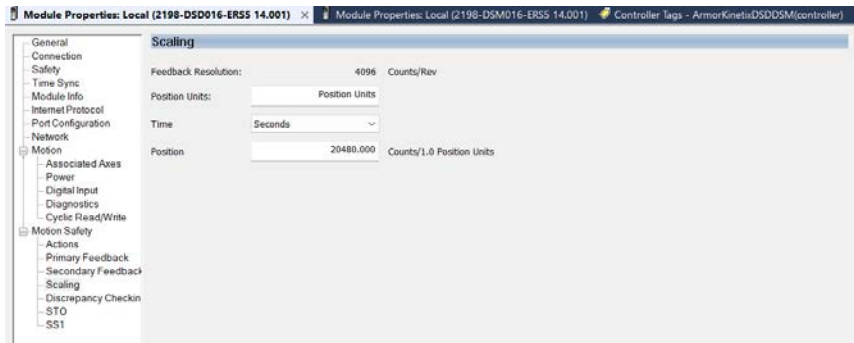 Module Properties: Local (2198-DSD016-ERS5 14.001) × Module Properties: Local (2198-DSM016-ERS5 14.001) Controller Tags - ArmorKinetixDSDDSM(controller)
General
Connection
Safety
Time Sync
Module Info
Internet Protocol
Port Configuration
Network
Motion
Associated Axes
Power
Digital Input
Diagnostics
Cyclic Read/Write
Motion Safety
Actions
Primary Feedback
Secondary Feedback
Scaling
Discrepancy Checkin
STO
SS1
Scaling
Feedback Resolution: 4096 Counts/Rev
Position Units: Position Units
Time Seconds
Position 20480.000 Counts/1.0 Position Units